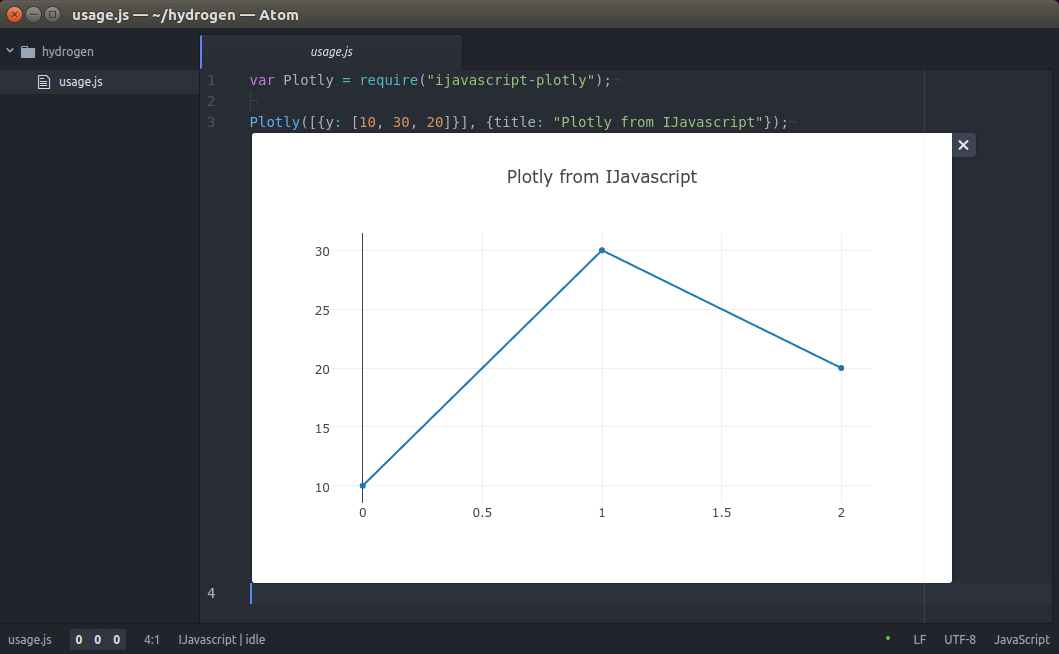 usage.js — ~/hydrogen — Atom
hydrogen
usage.js
usage.js
1 var Plotly = require("ijavascript-plotly");¬
2 ¬
3 Plotly([{y: [10, 30, 20]}], {title: "Plotly from IJavascript"});¬
Plotly from IJavascript
30
25
20
15
10
0 0.5 1 1.5 2
4
usage.js 0 0 0 4:1 IJavascript | idle LF UTF-8 JavaScript